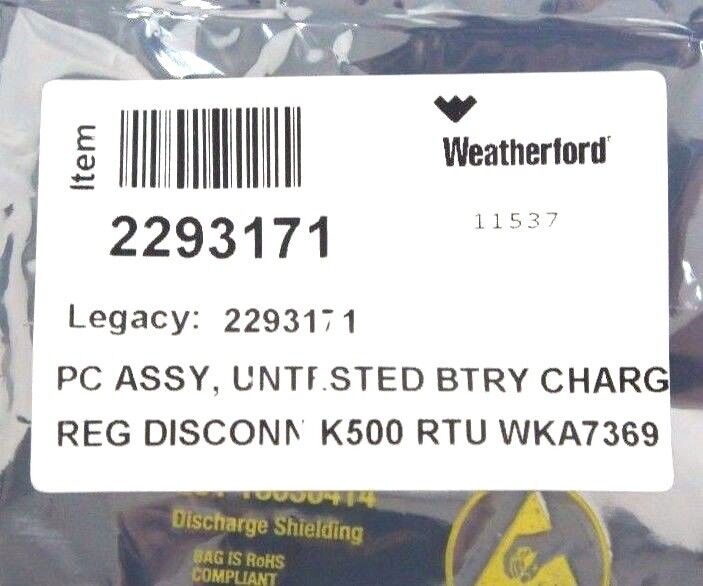 Item
Weatherford
2293171
11537
Legacy: 2293171
PC ASSY, UNTESTED BTRY CHARG
REG DISCONN K500 RTU WKA7369
Discharge Shielding
BAG IS RoHS
COMPLIANT